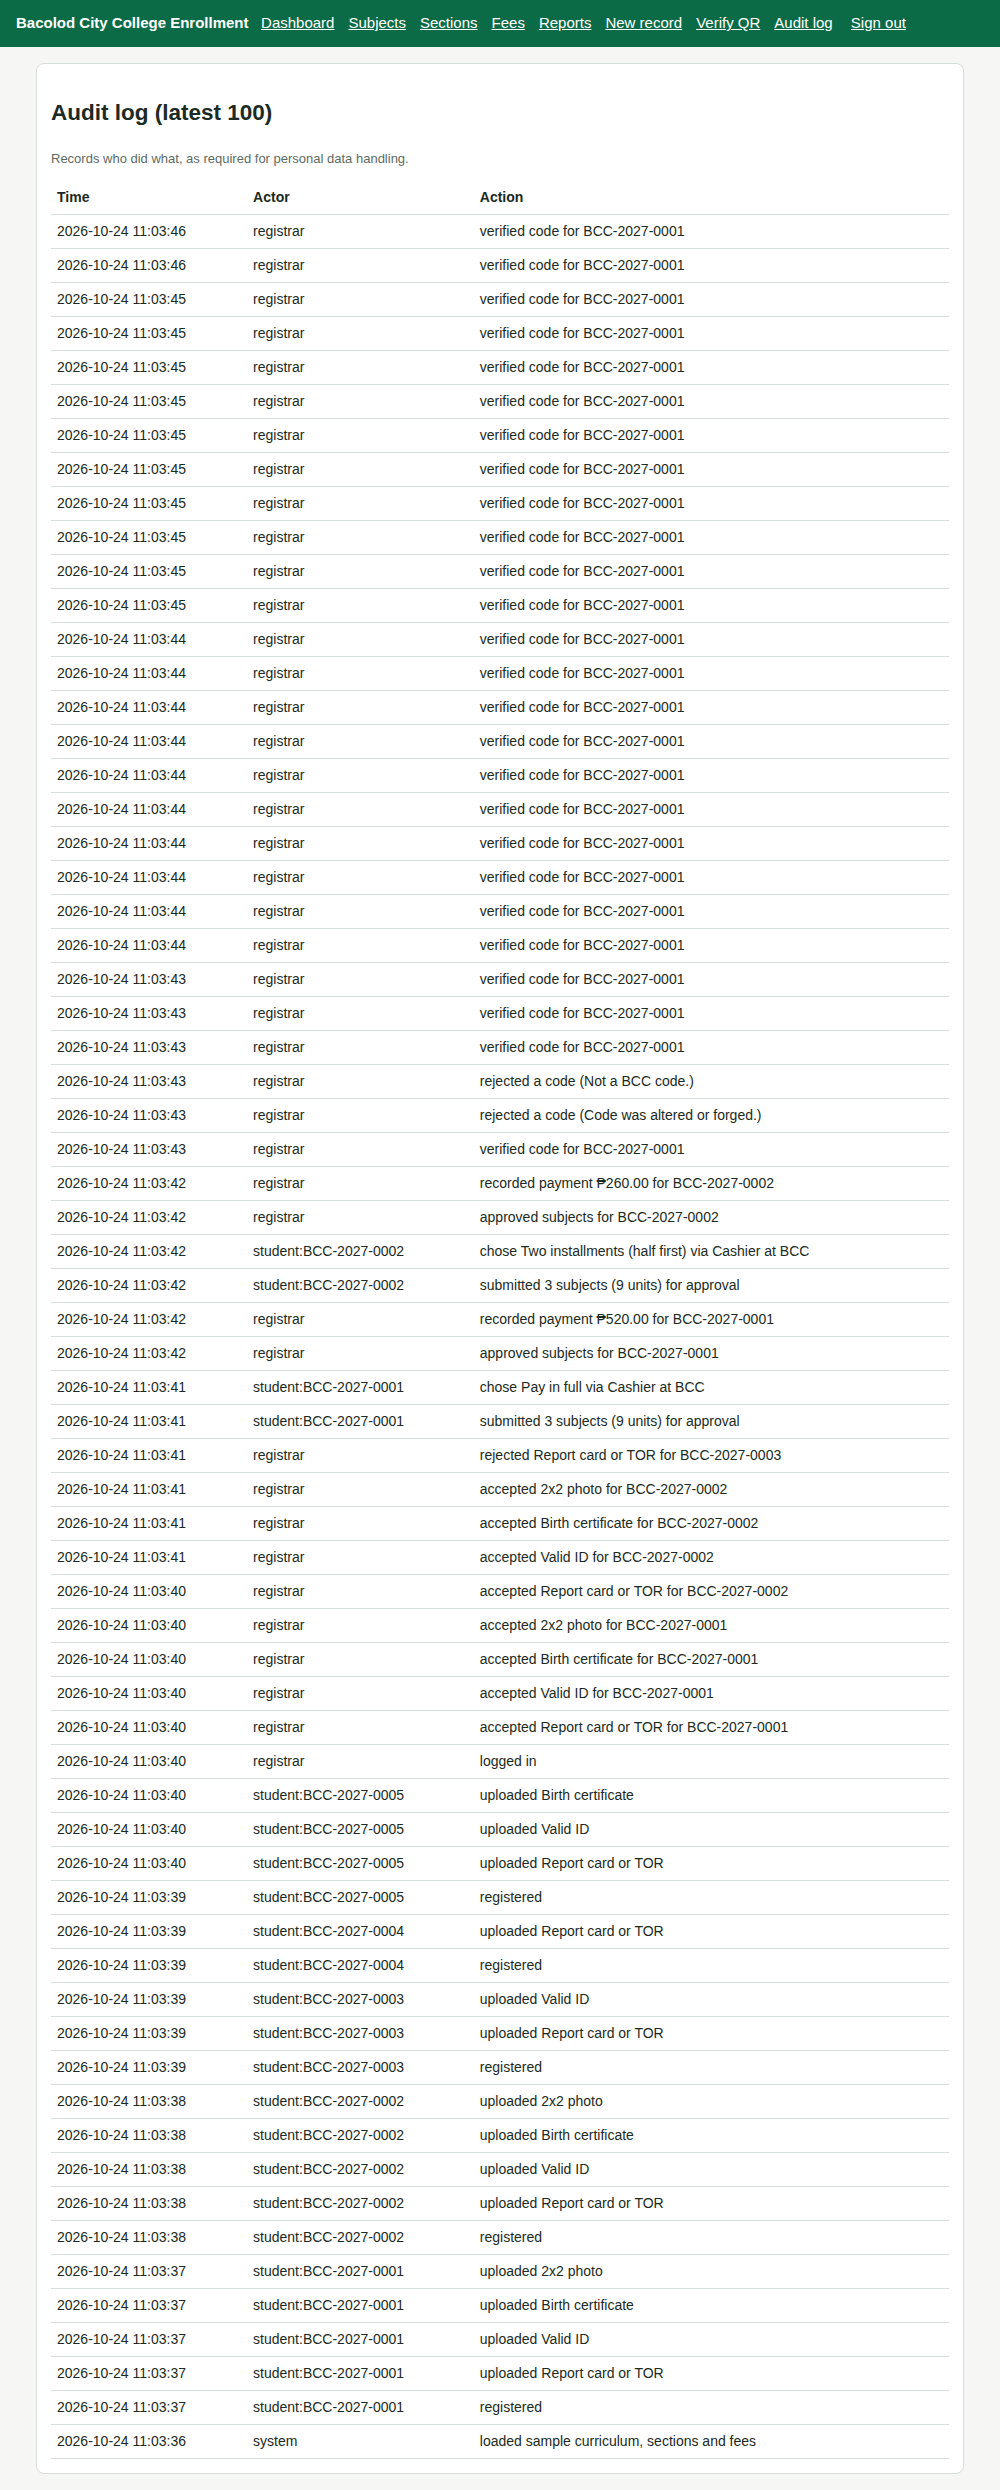 Bacolod City College Enrollment Dashboard Subjects Sections Fees Reports New record Verify QR Audit log Sign out
Audit log (latest 100)
Records who did what, as required for personal data handling.
Time Actor Action
2026-10-24 11:03:46 registrar verified code for BCC-2027-0001
2026-10-24 11:03:46 registrar verified code for BCC-2027-0001
2026-10-24 11:03:45 registrar verified code for BCC-2027-0001
2026-10-24 11:03:45 registrar verified code for BCC-2027-0001
2026-10-24 11:03:45 registrar verified code for BCC-2027-0001
2026-10-24 11:03:45 registrar verified code for BCC-2027-0001
2026-10-24 11:03:45 registrar verified code for BCC-2027-0001
2026-10-24 11:03:45 registrar verified code for BCC-2027-0001
2026-10-24 11:03:45 registrar verified code for BCC-2027-0001
2026-10-24 11:03:45 registrar verified code for BCC-2027-0001
2026-10-24 11:03:45 registrar verified code for BCC-2027-0001
2026-10-24 11:03:45 registrar verified code for BCC-2027-0001
2026-10-24 11:03:44 registrar verified code for BCC-2027-0001
2026-10-24 11:03:44 registrar verified code for BCC-2027-0001
2026-10-24 11:03:44 registrar verified code for BCC-2027-0001
2026-10-24 11:03:44 registrar verified code for BCC-2027-0001
2026-10-24 11:03:44 registrar verified code for BCC-2027-0001
2026-10-24 11:03:44 registrar verified code for BCC-2027-0001
2026-10-24 11:03:44 registrar verified code for BCC-2027-0001
2026-10-24 11:03:44 registrar verified code for BCC-2027-0001
2026-10-24 11:03:44 registrar verified code for BCC-2027-0001
2026-10-24 11:03:44 registrar verified code for BCC-2027-0001
2026-10-24 11:03:43 registrar verified code for BCC-2027-0001
2026-10-24 11:03:43 registrar verified code for BCC-2027-0001
2026-10-24 11:03:43 registrar verified code for BCC-2027-0001
2026-10-24 11:03:43 registrar rejected a code (Not a BCC code.)
2026-10-24 11:03:43 registrar rejected a code (Code was altered or forged.)
2026-10-24 11:03:43 registrar verified code for BCC-2027-0001
2026-10-24 11:03:42 registrar recorded payment ₱260.00 for BCC-2027-0002
2026-10-24 11:03:42 registrar approved subjects for BCC-2027-0002
2026-10-24 11:03:42 student:BCC-2027-0002 chose Two installments (half first) via Cashier at BCC
2026-10-24 11:03:42 student:BCC-2027-0002 submitted 3 subjects (9 units) for approval
2026-10-24 11:03:42 registrar recorded payment ₱520.00 for BCC-2027-0001
2026-10-24 11:03:42 registrar approved subjects for BCC-2027-0001
2026-10-24 11:03:41 student:BCC-2027-0001 chose Pay in full via Cashier at BCC
2026-10-24 11:03:41 student:BCC-2027-0001 submitted 3 subjects (9 units) for approval
2026-10-24 11:03:41 registrar rejected Report card or TOR for BCC-2027-0003
2026-10-24 11:03:41 registrar accepted 2x2 photo for BCC-2027-0002
2026-10-24 11:03:41 registrar accepted Birth certificate for BCC-2027-0002
2026-10-24 11:03:41 registrar accepted Valid ID for BCC-2027-0002
2026-10-24 11:03:40 registrar accepted Report card or TOR for BCC-2027-0002
2026-10-24 11:03:40 registrar accepted 2x2 photo for BCC-2027-0001
2026-10-24 11:03:40 registrar accepted Birth certificate for BCC-2027-0001
2026-10-24 11:03:40 registrar accepted Valid ID for BCC-2027-0001
2026-10-24 11:03:40 registrar accepted Report card or TOR for BCC-2027-0001
2026-10-24 11:03:40 registrar logged in
2026-10-24 11:03:40 student:BCC-2027-0005 uploaded Birth certificate
2026-10-24 11:03:40 student:BCC-2027-0005 uploaded Valid ID
2026-10-24 11:03:40 student:BCC-2027-0005 uploaded Report card or TOR
2026-10-24 11:03:39 student:BCC-2027-0005 registered
2026-10-24 11:03:39 student:BCC-2027-0004 uploaded Report card or TOR
2026-10-24 11:03:39 student:BCC-2027-0004 registered
2026-10-24 11:03:39 student:BCC-2027-0003 uploaded Valid ID
2026-10-24 11:03:39 student:BCC-2027-0003 uploaded Report card or TOR
2026-10-24 11:03:39 student:BCC-2027-0003 registered
2026-10-24 11:03:38 student:BCC-2027-0002 uploaded 2x2 photo
2026-10-24 11:03:38 student:BCC-2027-0002 uploaded Birth certificate
2026-10-24 11:03:38 student:BCC-2027-0002 uploaded Valid ID
2026-10-24 11:03:38 student:BCC-2027-0002 uploaded Report card or TOR
2026-10-24 11:03:38 student:BCC-2027-0002 registered
2026-10-24 11:03:37 student:BCC-2027-0001 uploaded 2x2 photo
2026-10-24 11:03:37 student:BCC-2027-0001 uploaded Birth certificate
2026-10-24 11:03:37 student:BCC-2027-0001 uploaded Valid ID
2026-10-24 11:03:37 student:BCC-2027-0001 uploaded Report card or TOR
2026-10-24 11:03:37 student:BCC-2027-0001 registered
2026-10-24 11:03:36 system loaded sample curriculum, sections and fees